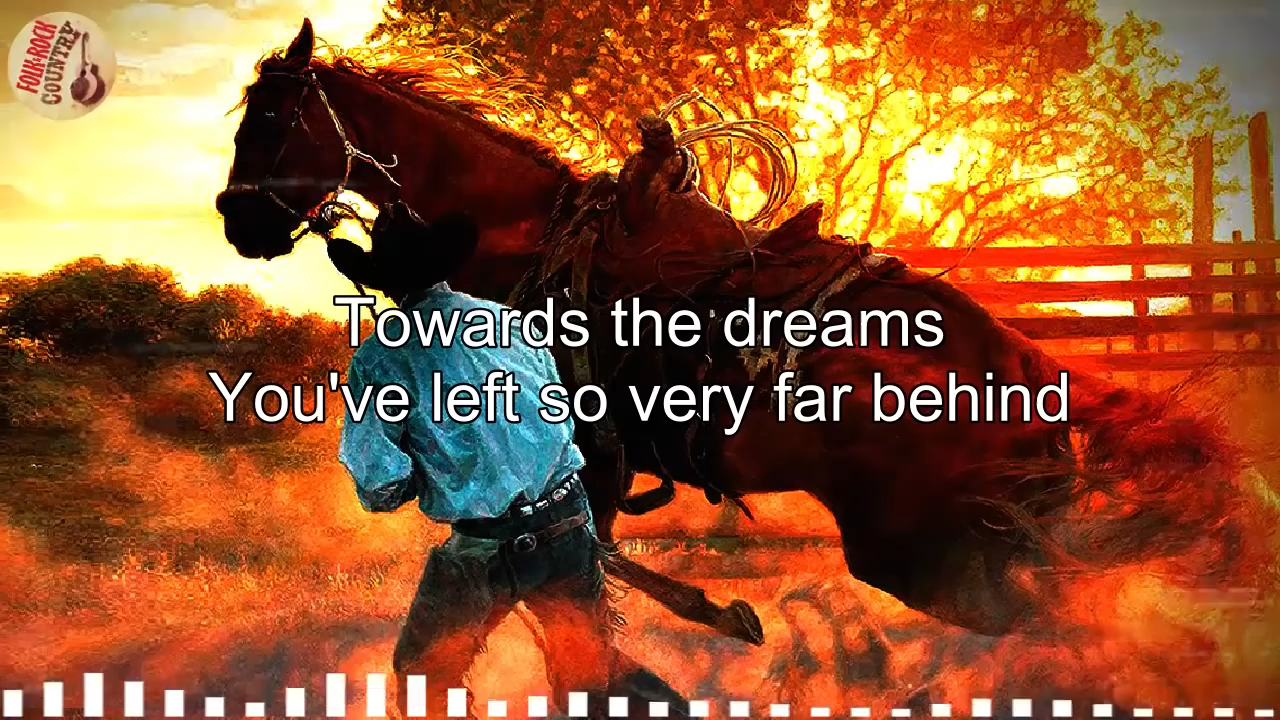 FOLK & ROCK
COUNTRY
Towards the dreams
You've left so very far behind